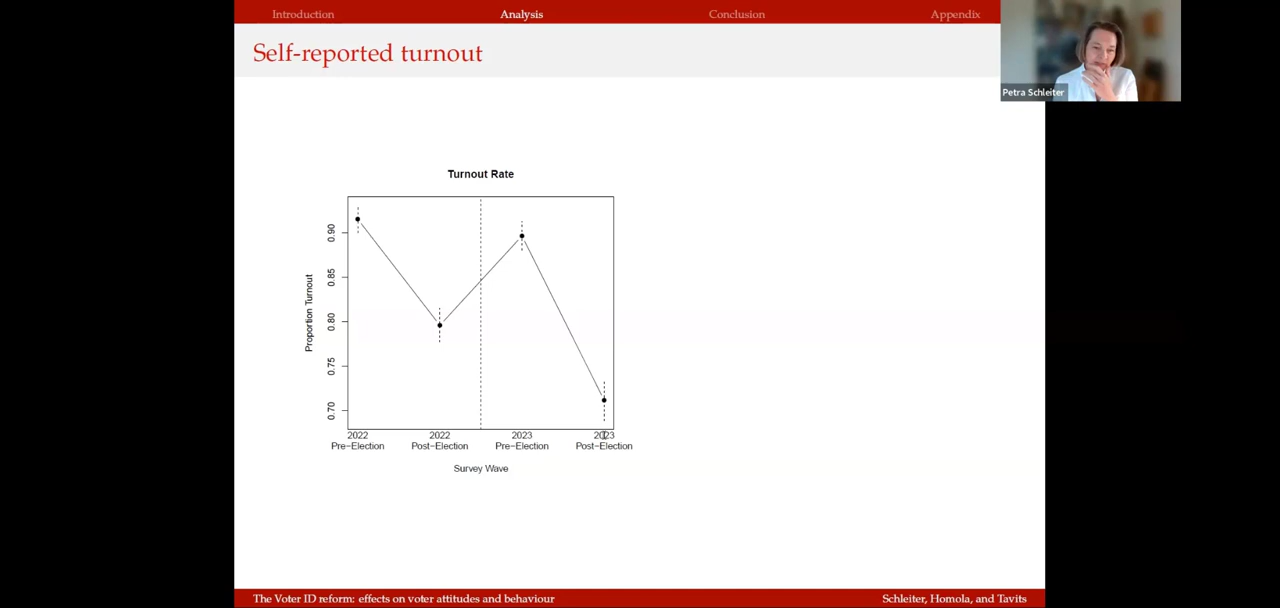 Introduction Analysis Conclusion Appendix
Self-reported turnout
Petra Schleiter
Turnout Rate
Proportion Turnout
0.90
0.85
0.80
0.75
0.70
2022 2022 2023 2023
Pre−Election Post−Election Pre−Election Post−Election
Survey Wave
The Voter ID reform: effects on voter attitudes and behaviour Schleiter, Homola, and Tavits